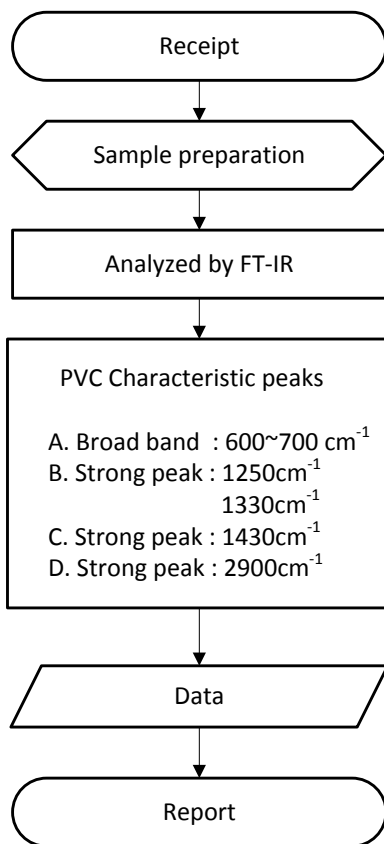 Receipt
Sample preparation
Analyzed by FT-IR
PVC Characteristic peaks
A. Broad band : 600~700 cm⁻¹
B. Strong peak : 1250cm⁻¹
1330cm⁻¹
C. Strong peak : 1430cm⁻¹
D. Strong peak : 2900cm⁻¹
Data
Report